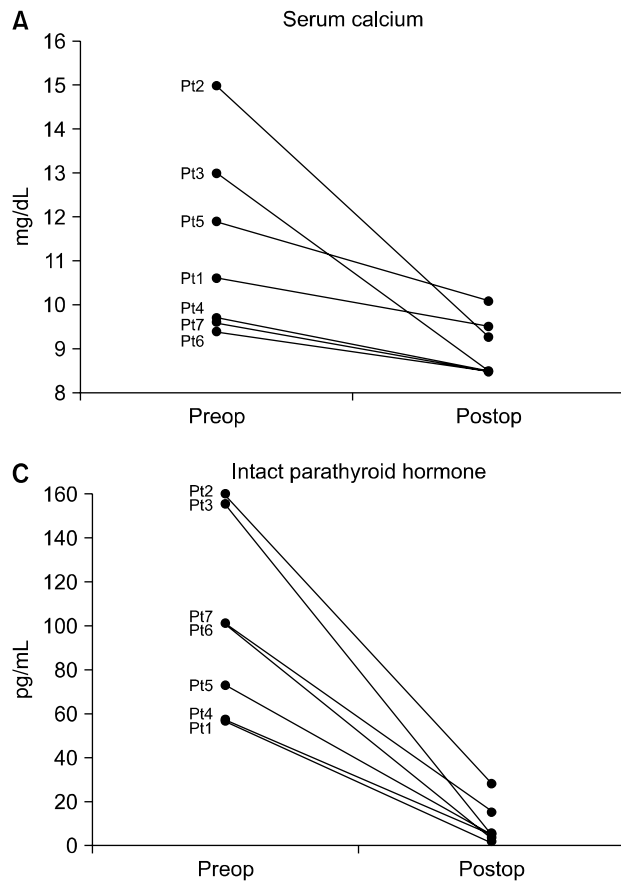 A
Serum calcium
mg/dL
16
15
14
13
12
11
10
9
8
Pt2
Pt3
Pt5
Pt1
Pt4
Pt7
Pt6
Preop Postop
C
Intact parathyroid hormone
pg/mL
160
140
120
100
80
60
40
20
0
Pt2
Pt3
Pt7
Pt6
Pt5
Pt4
Pt1
Preop Postop